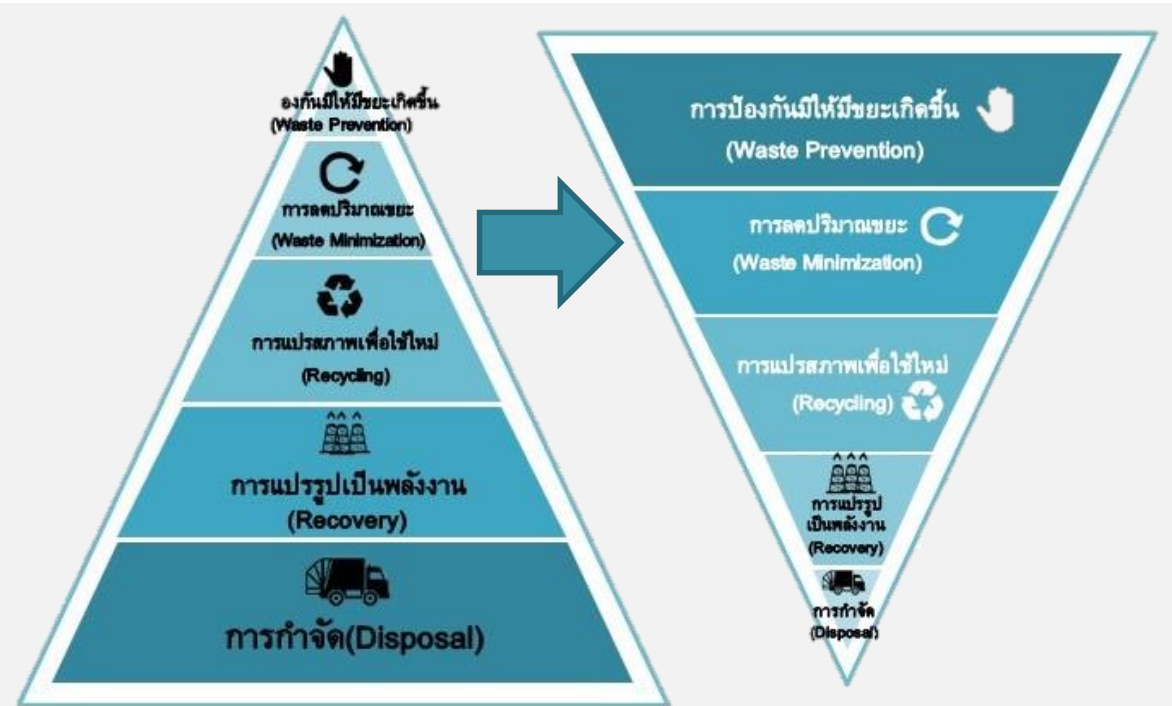 องกันมิให้มีขยะเกิดขึ้น
(Waste Prevention)
การลดปริมาณขยะ
(Waste Minimization)
การแปรสภาพเพื่อใช้ใหม่
(Recycling)
การแปรรูปเป็นพลังงาน
(Recovery)
การกำจัด(Disposal)
การป้องกันมิให้มีขยะเกิดขึ้น
(Waste Prevention)
การลดปริมาณขยะ
(Waste Minimization)
การแปรสภาพเพื่อใช้ใหม่
(Recycling)
การแปรรูป
เป็นพลังงาน
(Recovery)
การกำจัด
(Disposal)